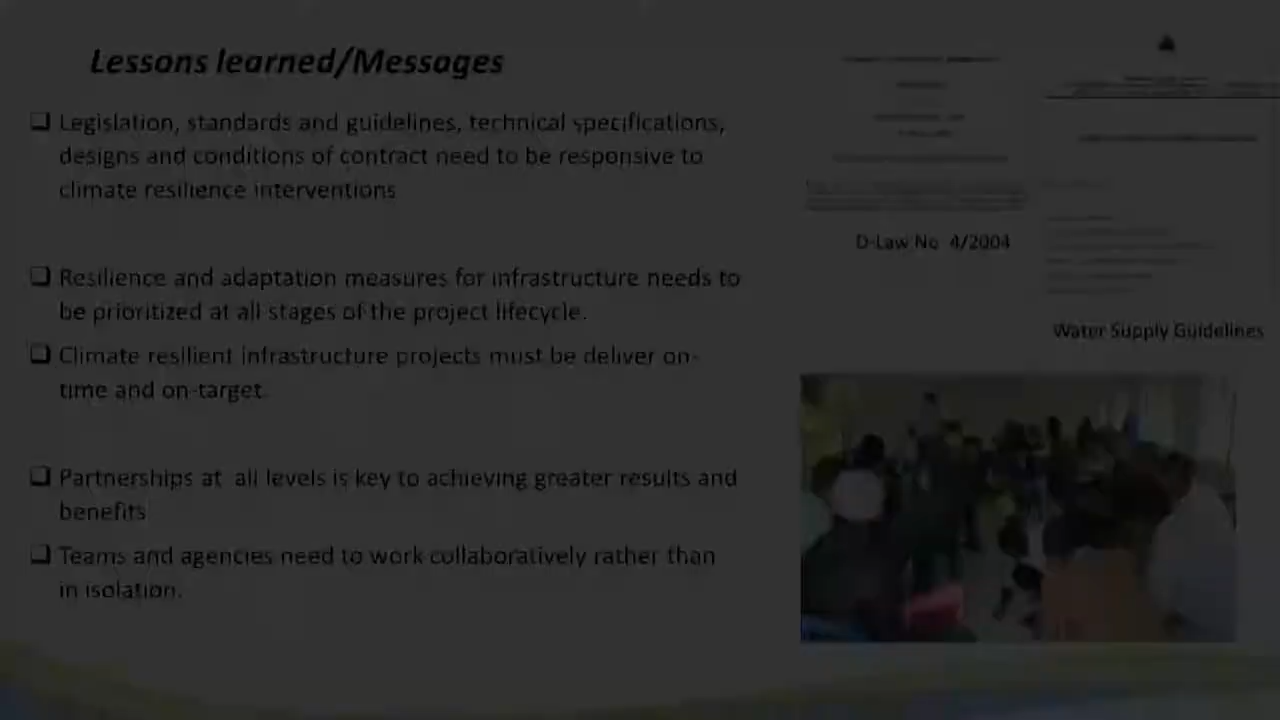 Lessons learned/Messages
❑ Legislation, standards and guidelines, technical specifications,
designs and conditions of contract need to be responsive to
climate resilience interventions
❑ Resilience and adaptation measures for infrastructure needs to
be prioritized at all stages of the project lifecycle.
❑ Climate resilient infrastructure projects must be deliver on-
time and on-target.
❑ Partnerships at all levels is key to achieving greater results and
benefits
❑ Teams and agencies need to work collaboratively rather than
in isolation.
D-Law No 4/2004
Water Supply Guidelines